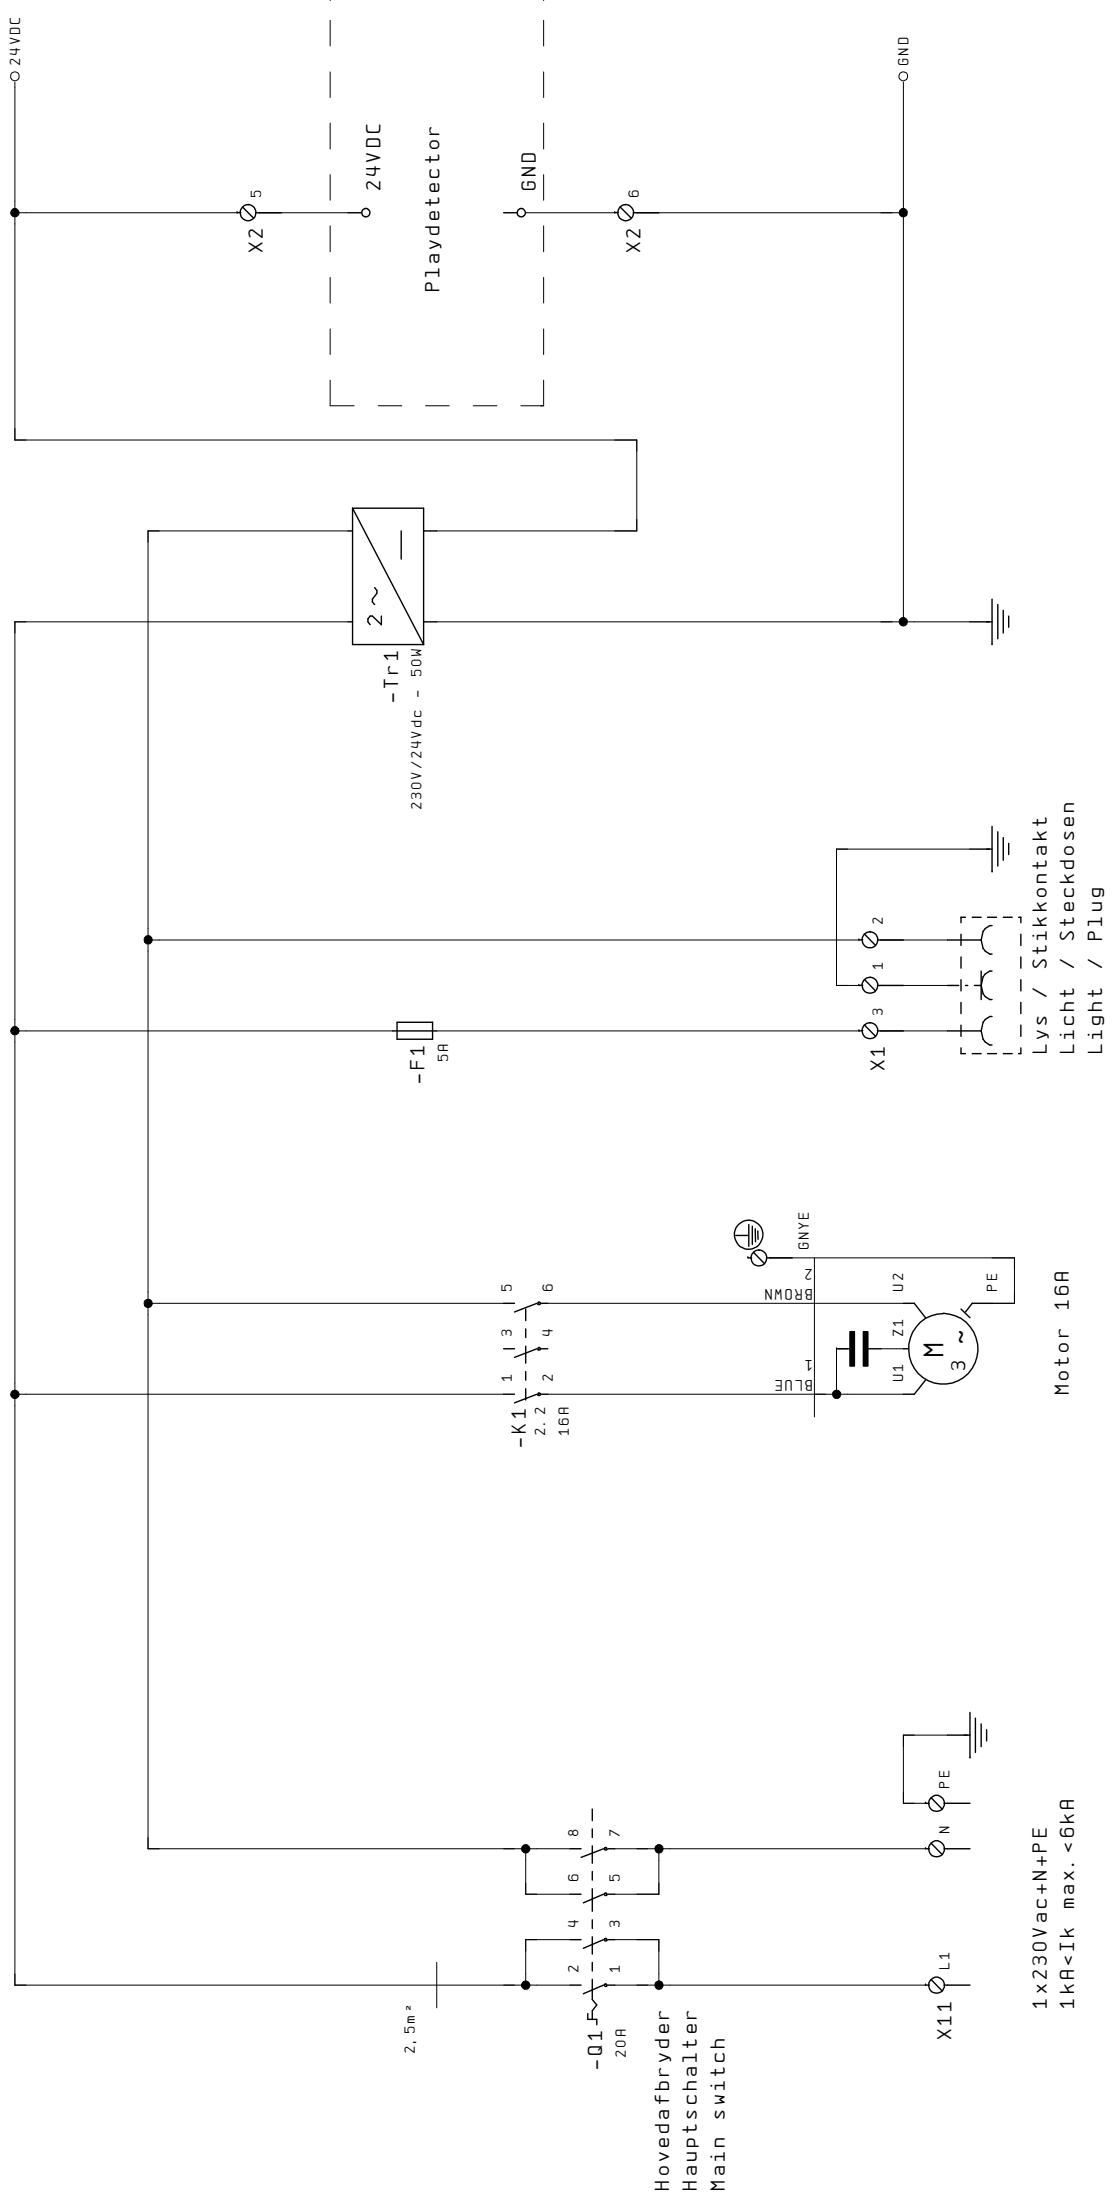 24VDC
X2
5
24VDC
Playdetector
GND
X2
6
GND
2 ~
-Tr1
230V/24Vdc - 50W
-F1
5A
X1
3
1
2
Lys / Stikkontakt
Licht / Steckdosen
Light / Plug
-K1
2.2
16A
1
3
5
2
4
6
BLUE
1
BROWN
2
GNYE
U1
Z1
U2
PE
M
3 ~
Motor 16A
2,5m²
-Q1
20A
2
4
6
8
1
3
5
7
Hovedafbryder
Hauptschalter
Main switch
X11
L1
N
PE
1x230Vac+N+PE
1kA<Ik max. <6kA